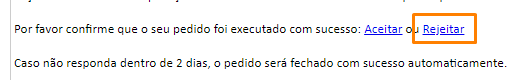 Por favor confirme que o seu pedido foi executado com sucesso: Aceitar ou Rejeitar
Caso não responda dentro de 2 dias, o pedido será fechado com sucesso automaticamente.